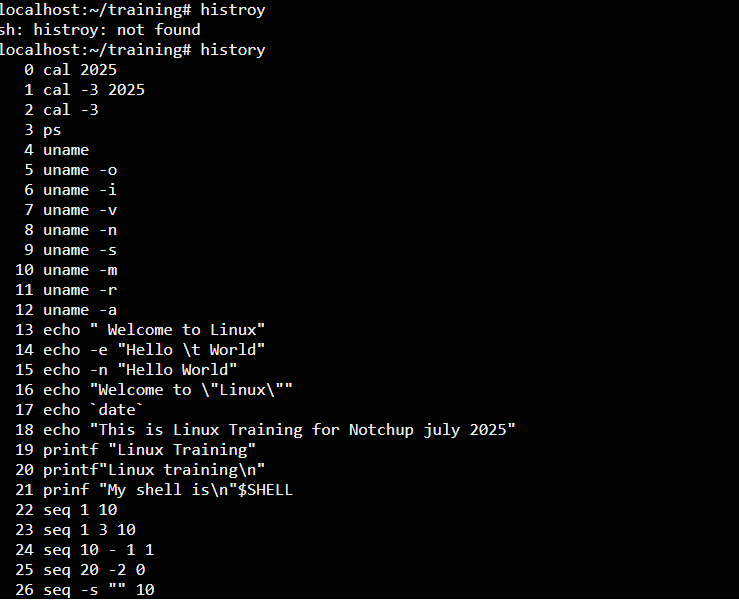 localhost:~/training# histroy
sh: histroy: not found
localhost:~/training# history
0 cal 2025
1 cal -3 2025
2 cal -3
3 ps
4 uname
5 uname -o
6 uname -i
7 uname -v
8 uname -n
9 uname -s
10 uname -m
11 uname -r
12 uname -a
13 echo " Welcome to Linux"
14 echo -e "Hello \t World"
15 echo -n "Hello World"
16 echo "Welcome to \"Linux\""
17 echo `date`
18 echo "This is Linux Training for Notchup july 2025"
19 printf "Linux Training"
20 printf"Linux training\n"
21 prinf "My shell is\n"$SHELL
22 seq 1 10
23 seq 1 3 10
24 seq 10 - 1 1
25 seq 20 -2 0
26 seq -s "" 10